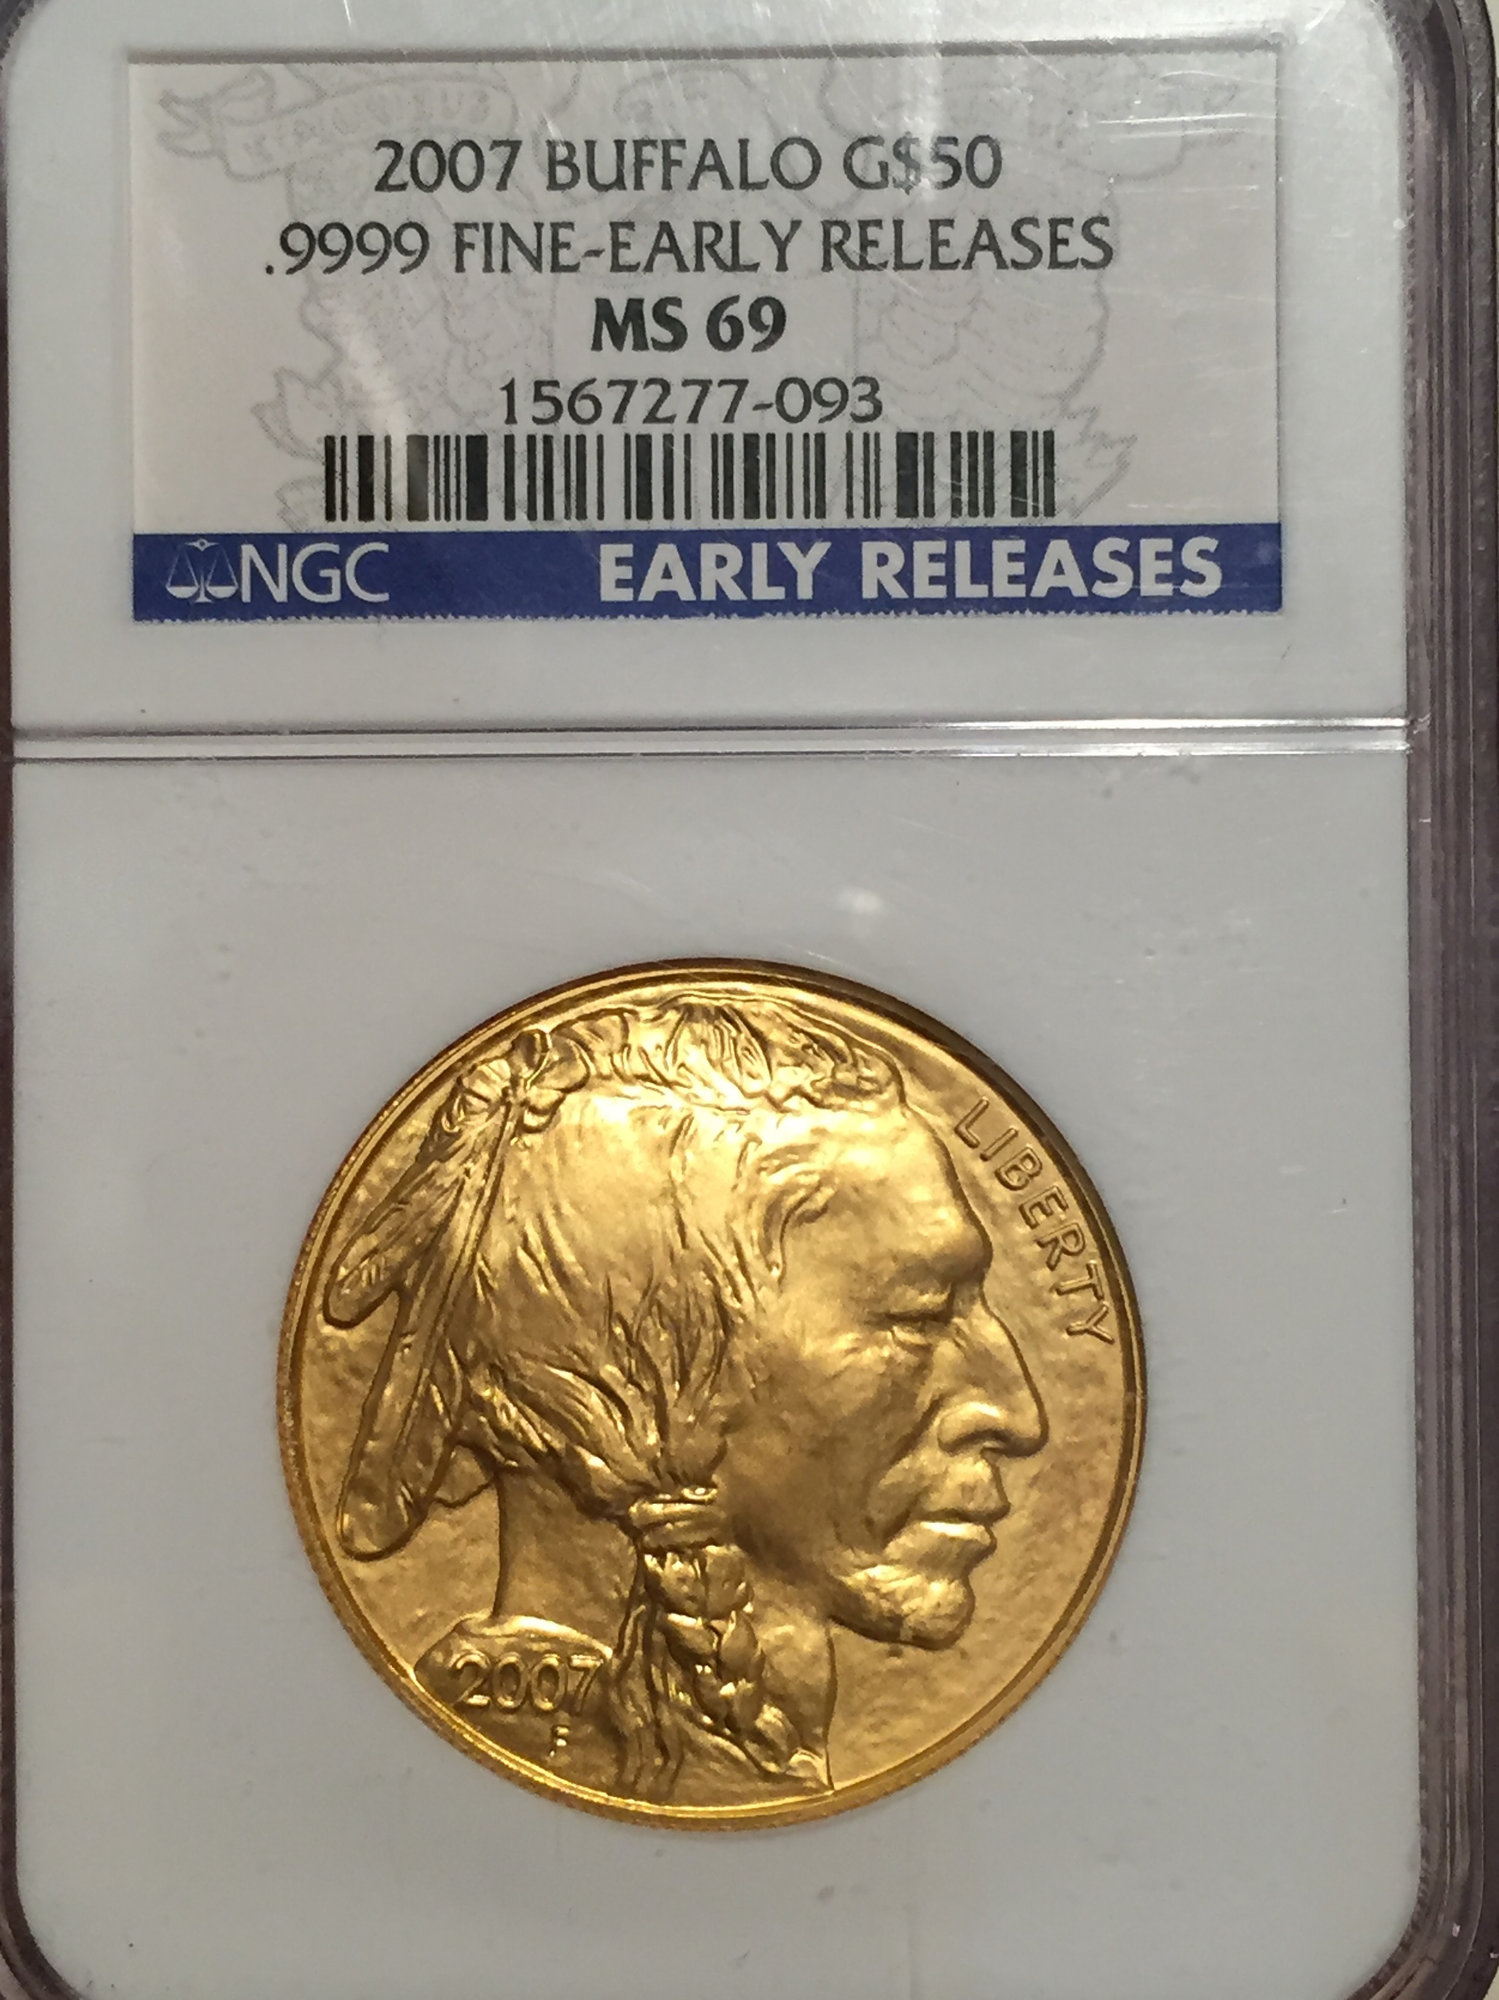 2007 BUFFALO G$50
.9999 FINE-EARLY RELEASES
MS 69
1567277-093
NGC EARLY RELEASES
LIBERTY
2007
F